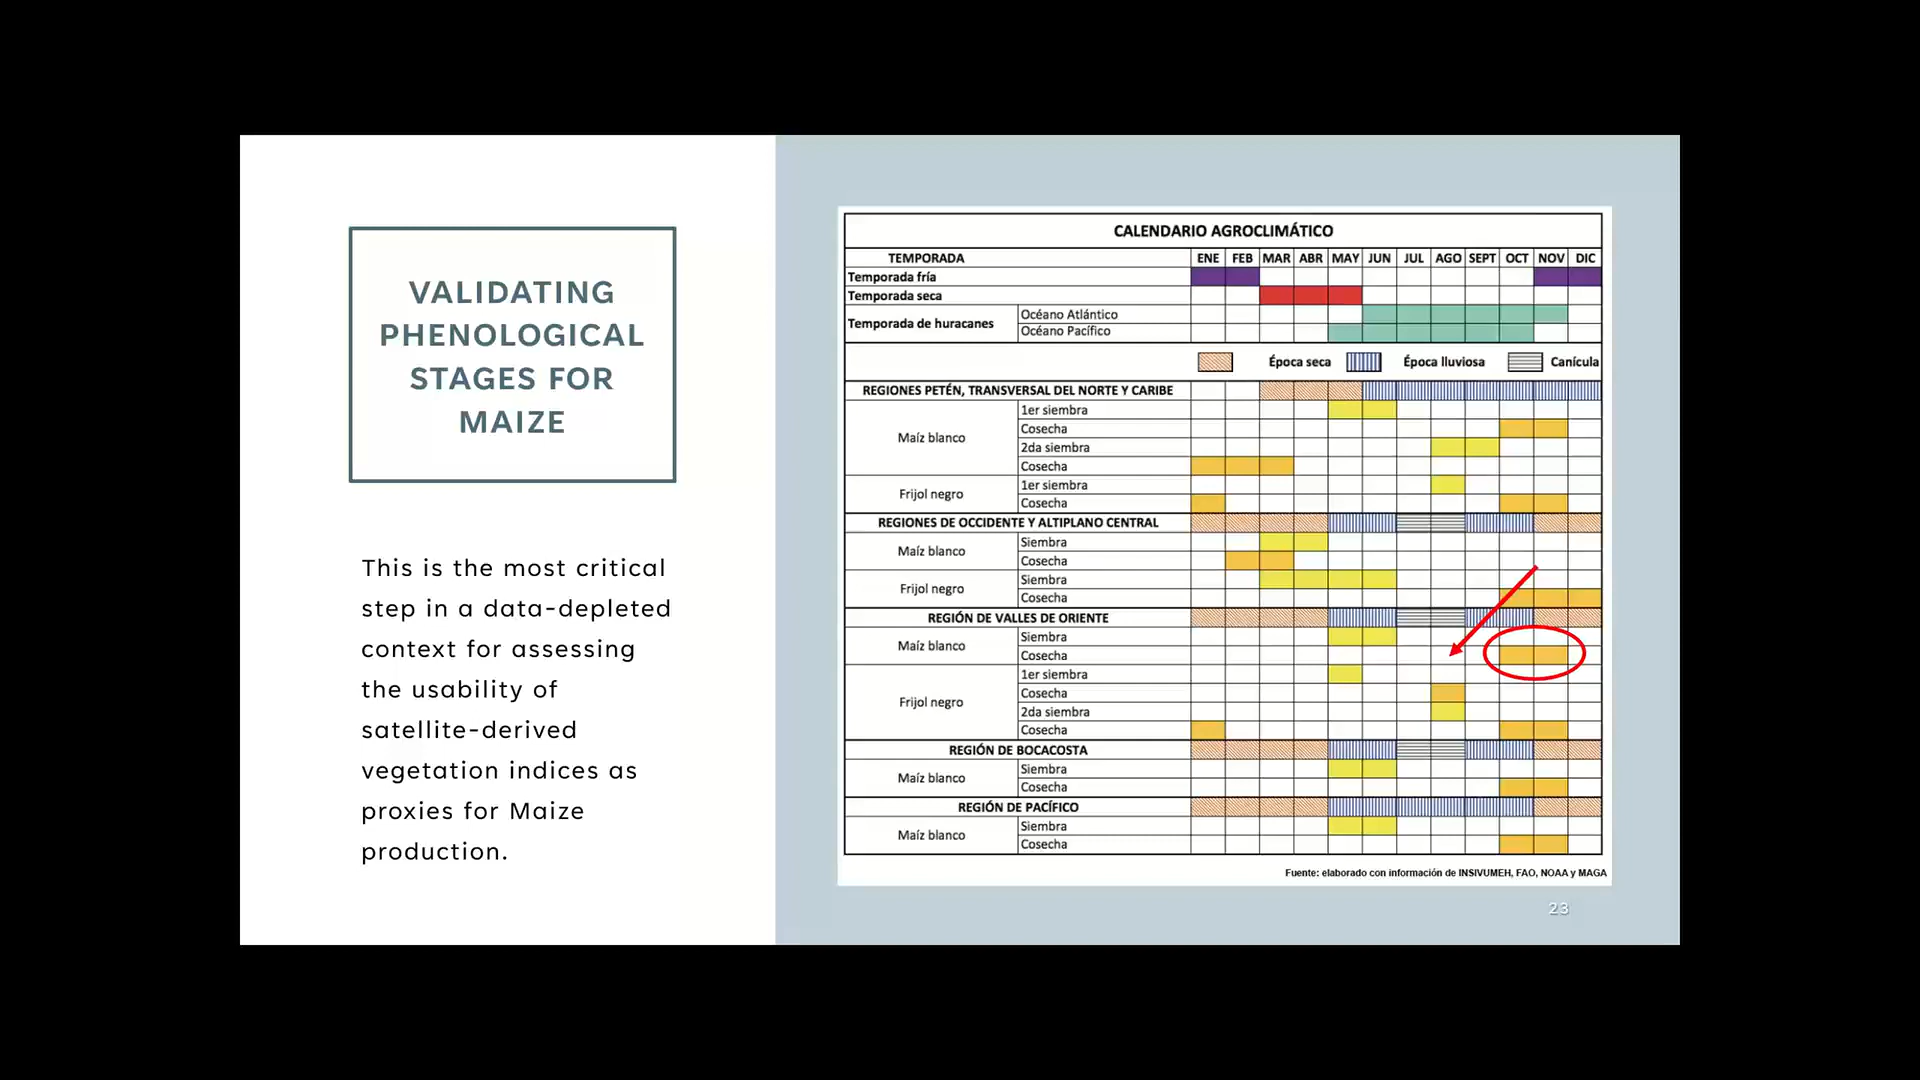 VALIDATING
PHENOLOGICAL
STAGES FOR
MAIZE
This is the most critical
step in a data-depleted
context for assessing
the usability of
satellite-derived
vegetation indices as
proxies for Maize
production.
CALENDARIO AGROCLIMÁTICO
TEMPORADA ENE FEB MAR ABR MAY JUN JUL AGO SEPT OCT NOV DIC
Temporada fría
Temporada seca
Temporada de huracanes
Océano Atlántico
Océano Pacífico
Época seca Época lluviosa Canícula
REGIONES PETÉN, TRANSVERSAL DEL NORTE Y CARIBE
Maíz blanco
1er siembra
Cosecha
2da siembra
Cosecha
Frijol negro
1er siembra
Cosecha
REGIONES DE OCCIDENTE Y ALTIPLANO CENTRAL
Maíz blanco
Siembra
Cosecha
Frijol negro
Siembra
Cosecha
REGIÓN DE VALLES DE ORIENTE
Maíz blanco
Siembra
Cosecha
Frijol negro
1er siembra
Cosecha
2da siembra
Cosecha
REGIÓN DE BOCACOSTA
Maíz blanco
Siembra
Cosecha
REGIÓN DE PACÍFICO
Maíz blanco
Siembra
Cosecha
Fuente: elaborado con información de INSIVUMEH, FAO, NOAA y MAGA
23